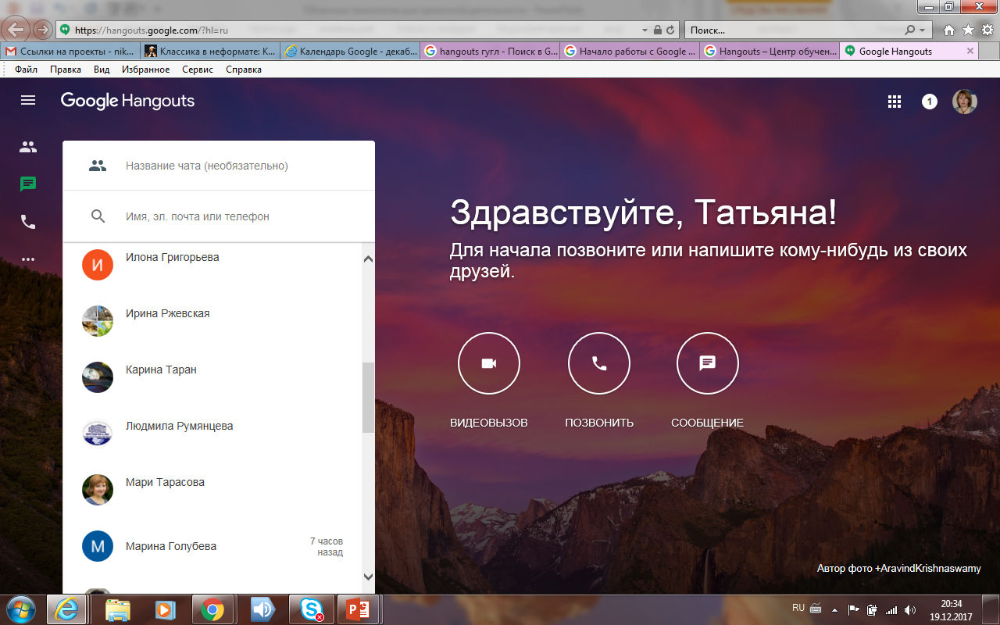 https://hangouts.google.com/?hl=ru
Поиск...
Ссылки на проекты - nik...
Классика в неформате: К...
Календарь Google - декаб...
hangouts гугл - Поиск в G...
Начало работы с Google ...
Hangouts – Центр обучен...
Google Hangouts
Файл Правка Вид Избранное Сервис Справка
Google Hangouts
1
Название чата (необязательно)
Имя, эл. почта или телефон
И
Илона Григорьева
Ирина Ржевская
Карина Таран
Людмила Румянцева
Мари Тарасова
М
Марина Голубева
7 часов
назад
Здравствуйте, Татьяна!
Для начала позвоните или напишите кому-нибудь из своих
друзей.
ВИДЕОВЫЗОВ ПОЗВОНИТЬ СООБЩЕНИЕ
Автор фото +AravindKrishnaswamy
RU
20:34
19.12.2017